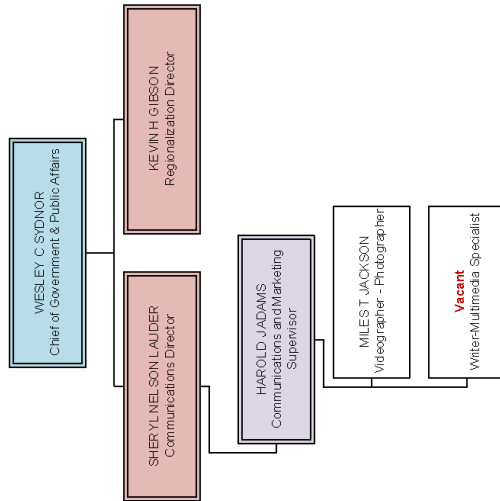 WESLEY C SYDNOR
Chief of Government & Public Affairs
SHERYL NELSON LAUDER
Communications Director
KEVIN H GIBSON
Regionalization Director
HAROLD J ADAMS
Communications and Marketing
Supervisor
MILES T JACKSON
Videographer - Photographer
Vacant
Writer-Multimedia Specialist